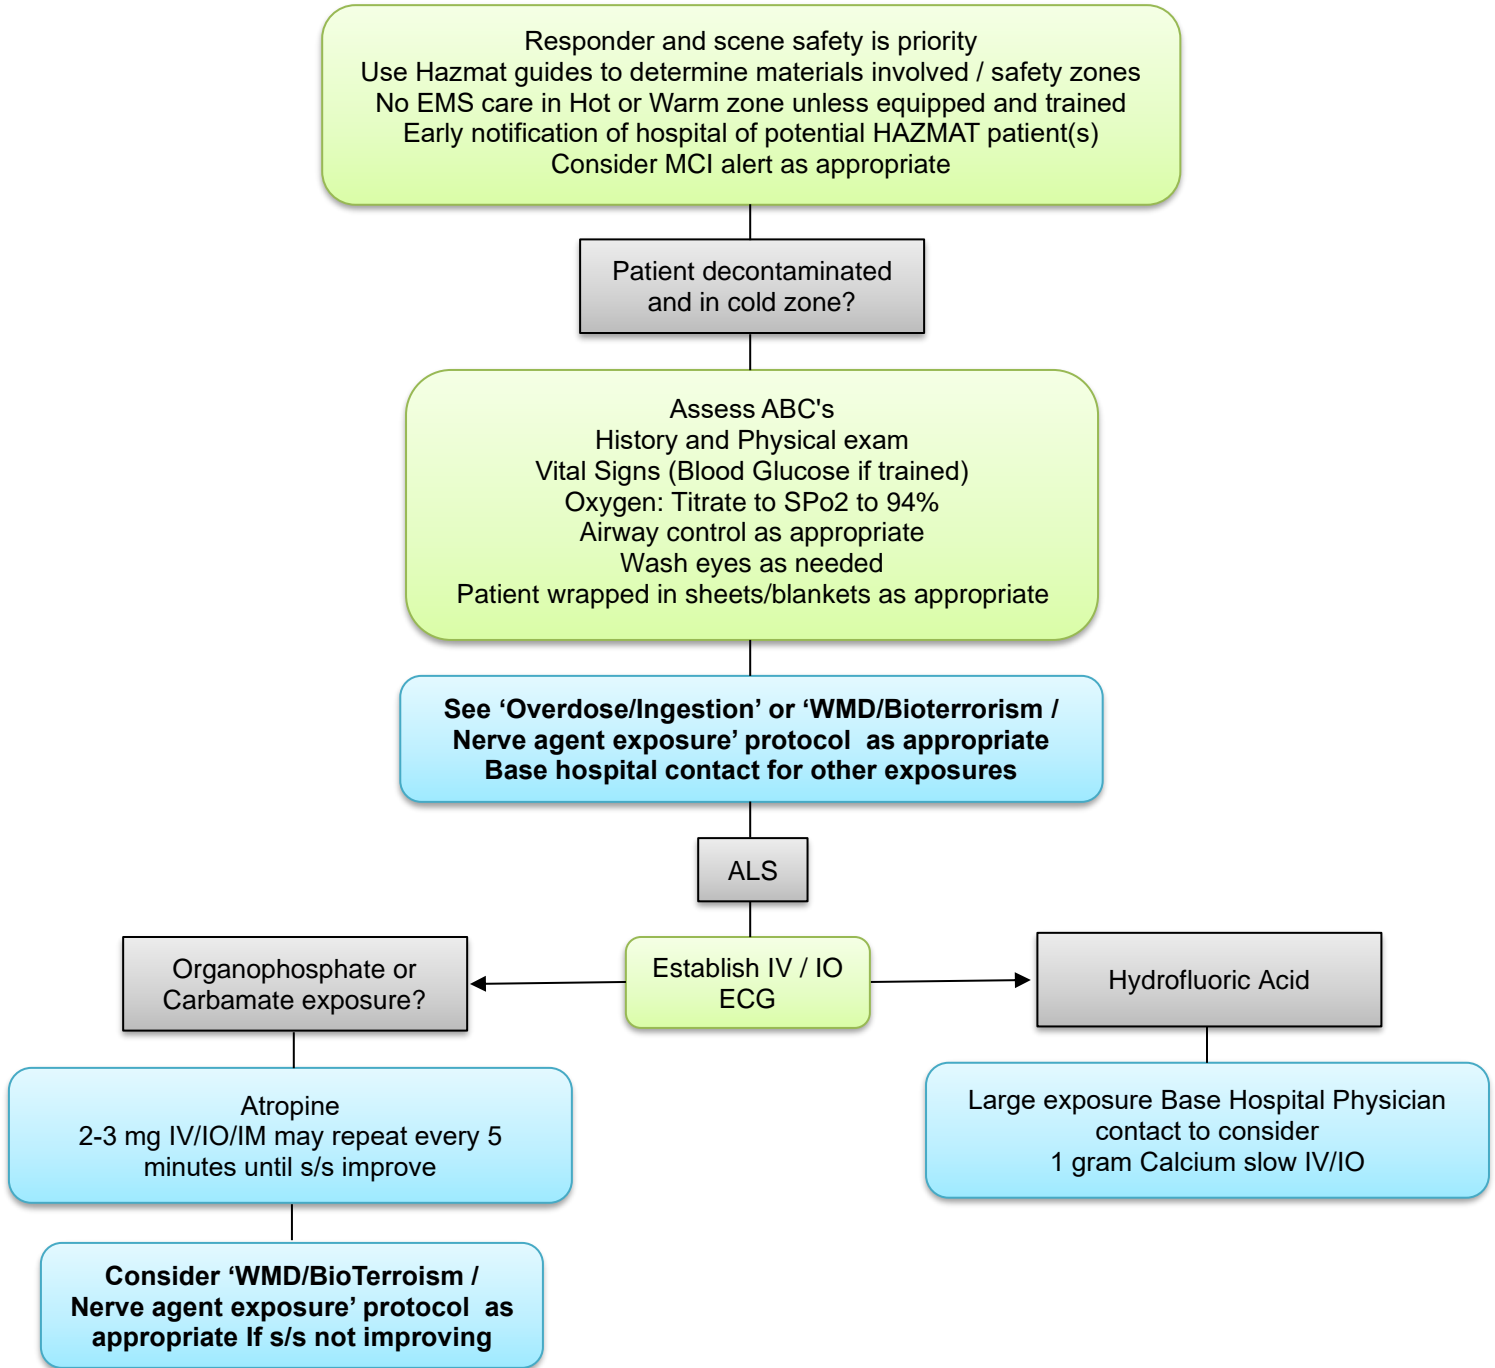 Responder and scene safety is priority
Use Hazmat guides to determine materials involved / safety zones
No EMS care in Hot or Warm zone unless equipped and trained
Early notification of hospital of potential HAZMAT patient(s)
Consider MCI alert as appropriate
Patient decontaminated
and in cold zone?
Assess ABC's
History and Physical exam
Vital Signs (Blood Glucose if trained)
Oxygen: Titrate to SPo2 to 94%
Airway control as appropriate
Wash eyes as needed
Patient wrapped in sheets/blankets as appropriate
See ‘Overdose/Ingestion’ or ‘WMD/Bioterrorism /
Nerve agent exposure’ protocol  as appropriate
Base hospital contact for other exposures
ALS
Establish IV / IO
ECG
Organophosphate or
Carbamate exposure?
Atropine
2-3 mg IV/IO/IM may repeat every 5
minutes until s/s improve
Consider ‘WMD/BioTerroism /
Nerve agent exposure’ protocol  as
appropriate If s/s not improving
Hydrofluoric Acid
Large exposure Base Hospital Physician
contact to consider
1 gram Calcium slow IV/IO